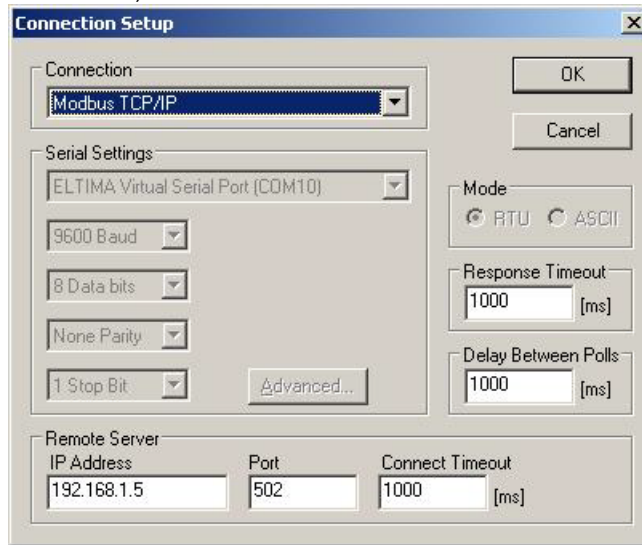 Connection Setup
Connection
Modbus TCP/IP
OK
Cancel
Serial Settings
ELTIMA Virtual Serial Port (COM10)
9600 Baud
8 Data bits
None Parity
1 Stop Bit
Advanced...
Mode
RTU ASCII
Response Timeout
1000 [ms]
Delay Between Polls
1000 [ms]
Remote Server
IP Address Port Connect Timeout
192.168.1.5 502 1000 [ms]